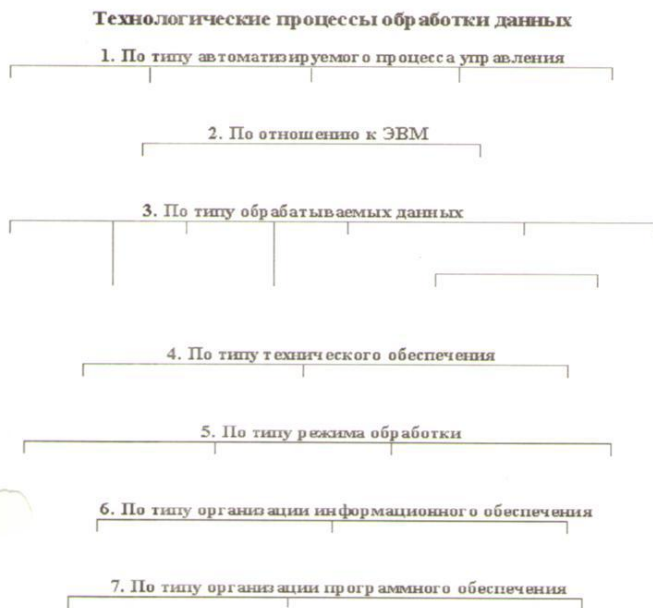 Технологические процессы обработки данных
1. По типу автоматизируемого процесса управления
2. По отношению к ЭВМ
3. По типу обрабатываемых данных
4. По типу технического обеспечения
5. По типу режима обработки
6. По типу организации информационного обеспечения
7. По типу организации программного обеспечения